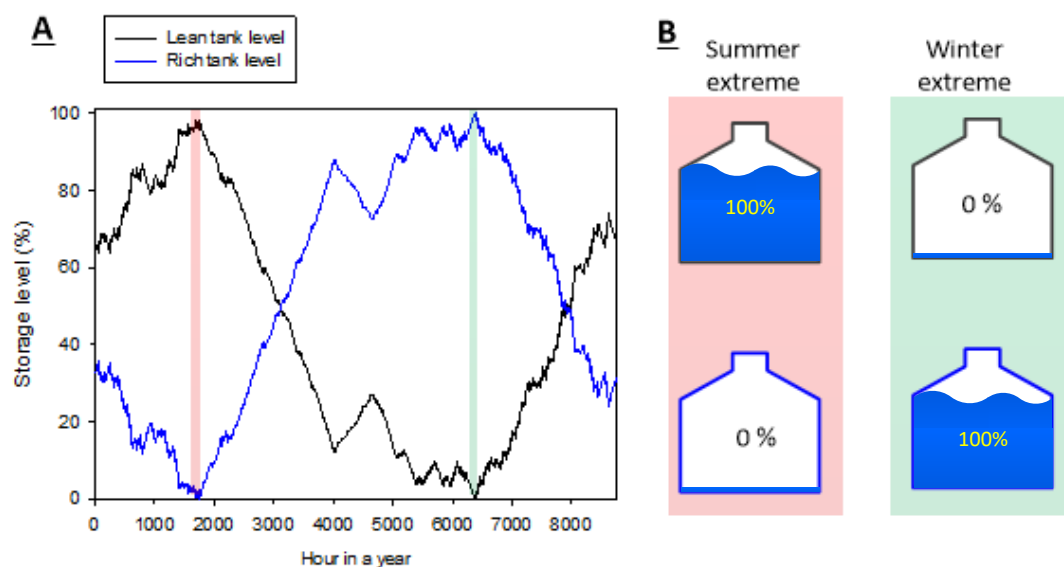 A
Lean tank level
Rich tank level
Storage level (%)
100
80
60
40
20
0
0 1000 2000 3000 4000 5000 6000 7000 8000
Hour in a year
B
Summer
extreme
Winter
extreme
100%
0 %
0 %
100%